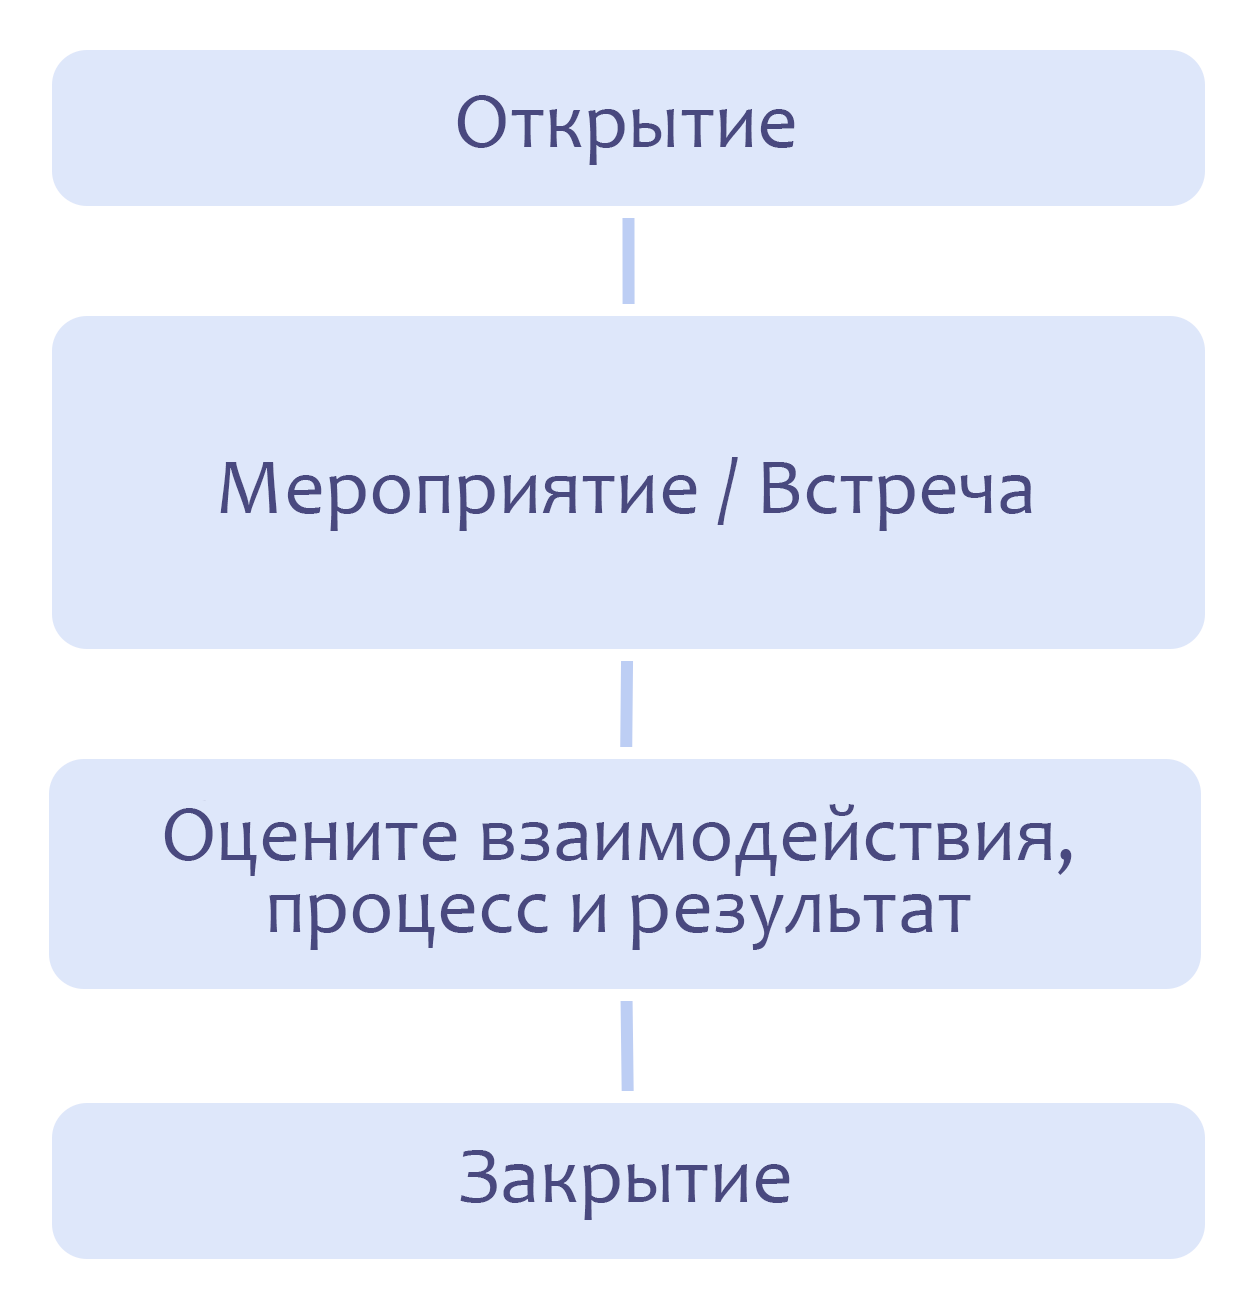 Открытие
Мероприятие / Встреча
Оцените взаимодействия,
процесс и результат
Закрытие